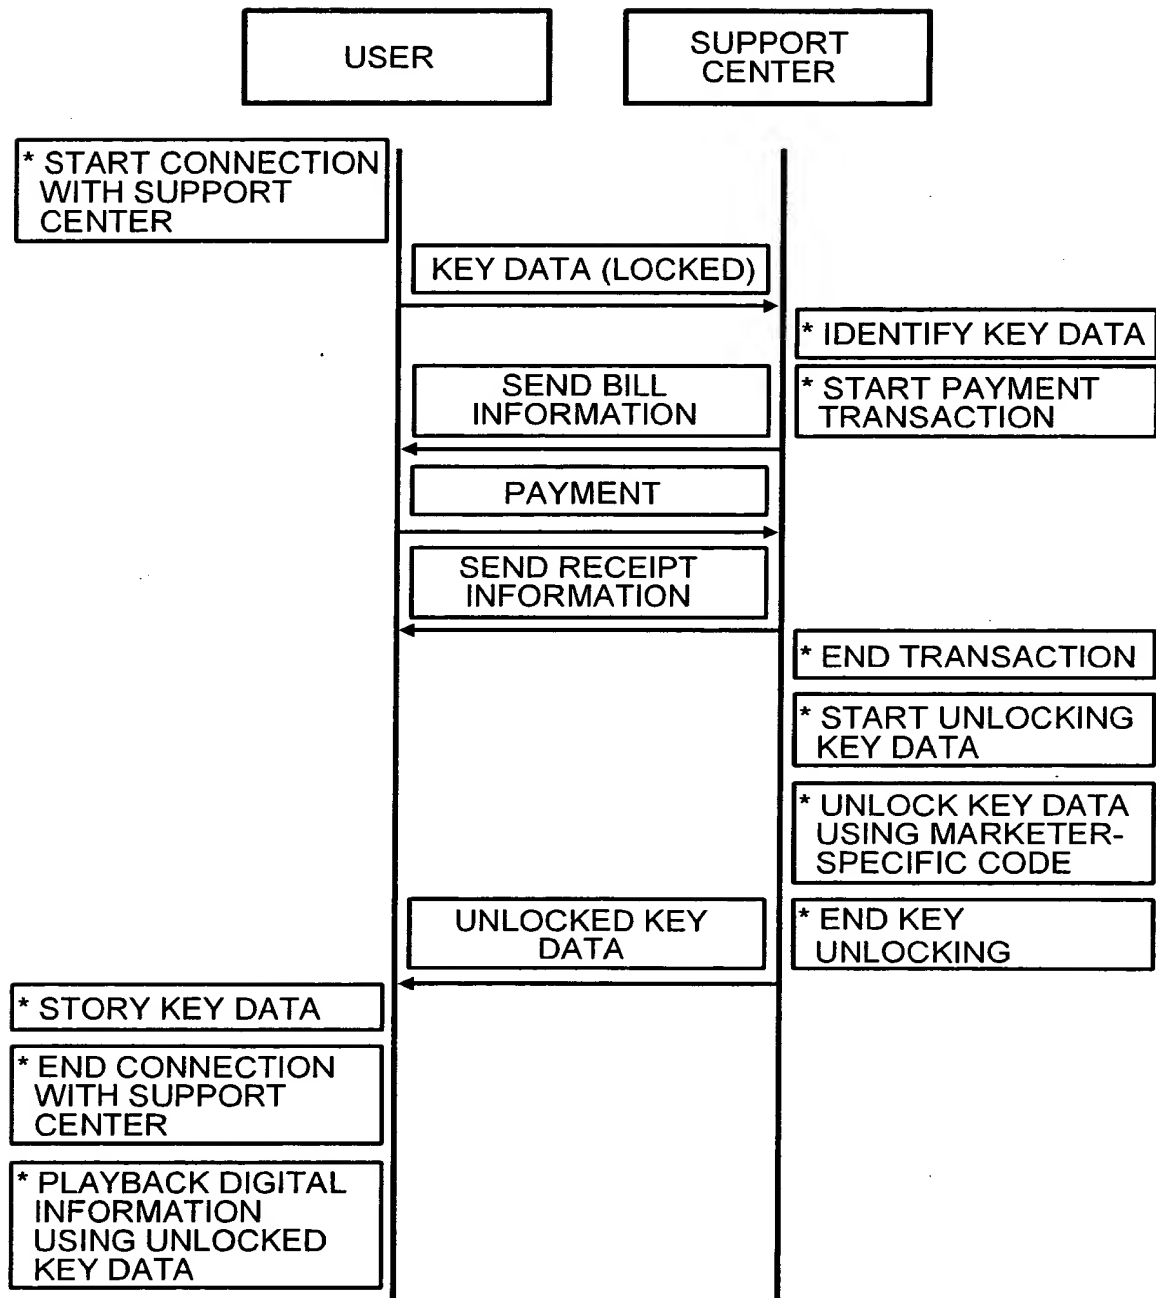 USER
SUPPORT
CENTER
* START CONNECTION
WITH SUPPORT
CENTER
KEY DATA (LOCKED)
* IDENTIFY KEY DATA
SEND BILL
INFORMATION
* START PAYMENT
TRANSACTION
PAYMENT
SEND RECEIPT
INFORMATION
* END TRANSACTION
* START UNLOCKING
KEY DATA
* UNLOCK KEY DATA
USING MARKETER-
SPECIFIC CODE
UNLOCKED KEY
DATA
* END KEY
UNLOCKING
* STORY KEY DATA
* END CONNECTION
WITH SUPPORT
CENTER
* PLAYBACK DIGITAL
INFORMATION
USING UNLOCKED
KEY DATA